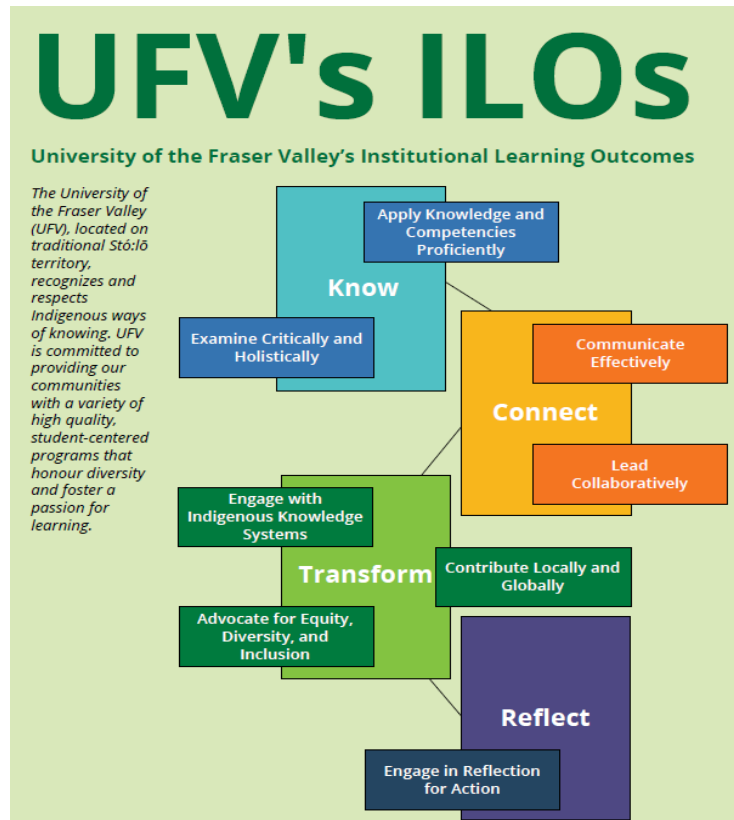 UFV's ILOs
University of the Fraser Valley’s Institutional Learning Outcomes
The University of
the Fraser Valley
(UFV), located on
traditional Stó:lō
territory,
recognizes and
respects
Indigenous ways
of knowing. UFV
is committed to
providing our
communities
with a variety of
high quality,
student-centered
programs that
honour diversity
and foster a
passion for
learning.
Know
Apply Knowledge and
Competencies
Proficiently
Examine Critically and
Holistically
Connect
Communicate
Effectively
Lead
Collaboratively
Transform
Engage with
Indigenous Knowledge
Systems
Contribute Locally and
Globally
Advocate for Equity,
Diversity, and
Inclusion
Reflect
Engage in Reflection
for Action